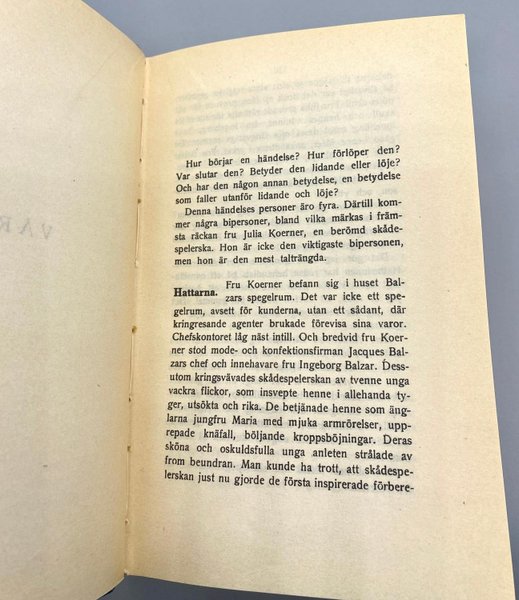 VAR
Hur börjar en händelse? Hur förlöper den?
Var slutar den? Betyder den lidande eller löje?
Och har den någon annan betydelse, en betydelse
som faller utanför lidande och löje?
Denna händelses personer äro fyra. Därtill kom-
mer några bipersoner, bland vilka märkas i främ-
sta räckan fru Julia Koerner, en berömd skåde-
spelerska. Hon är icke den viktigaste bipersonen,
men hon är den mest talträngda.
Hattarna. Fru Koerner befann sig i huset Bal-
zars spegelrum. Det var icke ett spe-
gelrum, avsett för kunderna, utan ett sådant, där
kringresande agenter brukade förevisa sina varor.
Chefskontoret låg näst intill. Och bredvid fru Koer-
ner stod mode- och konfektionsfirman Jacques Bal-
zars chef och innehavare fru Ingeborg Balzar. Dess-
utom kringsvävades skådespelerskan av tvenne unga
vackra flickor, som insvepte henne i allehanda ty-
ger, utsökta och rika. De betjänade henne som äng-
larna jungfru Maria med mjuka armrörelser, upp-
repade knäfall, böljande kroppsböjningar. Deras
sköna och oskuldsfulla unga anleten strålade av
from beundran. Man kunde ha trott, att skådespe-
lerskan just nu gjorde de första inspirerade förbere-